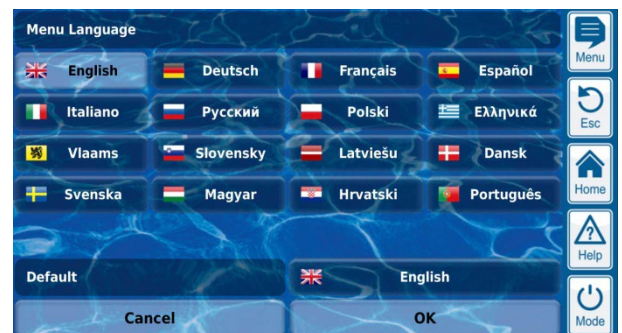 Menu Language
English Deutsch Français Español
Italiano Русский Polski Ελληνικά
Vlaams Slovensky Latviešu Dansk
Svenska Magyar Hrvatski Português
Default English
Cancel OK
Menu
Esc
Home
Help
Mode